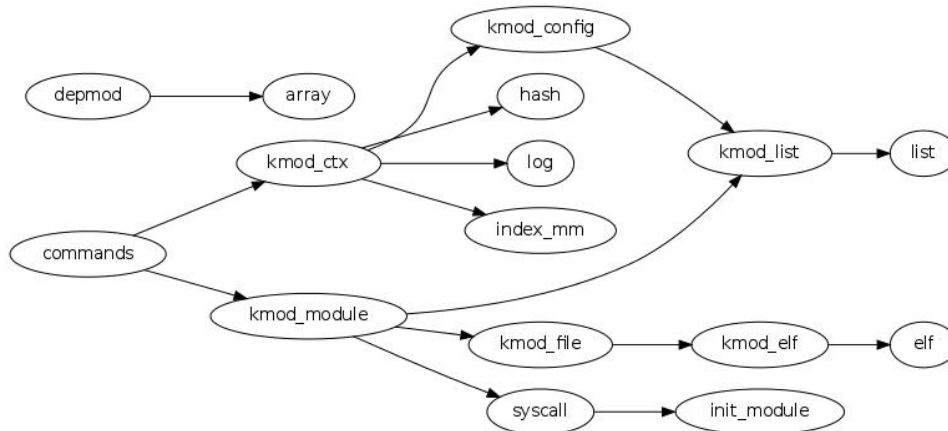 kmod_config
depmod
array
hash
kmod_ctx
log
kmod_list
list
index_mm
commands
kmod_module
kmod_file
kmod_elf
elf
syscall
init_module